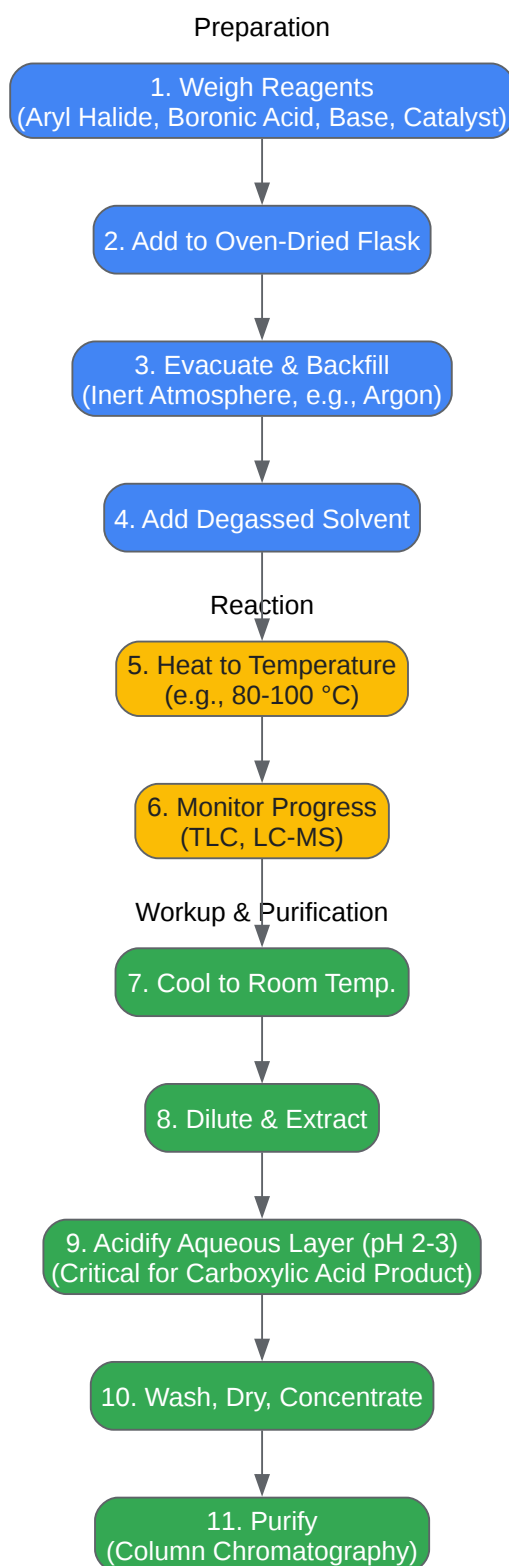 Preparation
1. Weigh Reagents
(Aryl Halide, Boronic Acid, Base, Catalyst)
2. Add to Oven-Dried Flask
3. Evacuate & Backfill
(Inert Atmosphere, e.g., Argon)
4. Add Degassed Solvent
Reaction
5. Heat to Temperature
(e.g., 80-100 °C)
6. Monitor Progress
(TLC, LC-MS)
Workup & Purification
7. Cool to Room Temp.
8. Dilute & Extract
9. Acidify Aqueous Layer (pH 2-3)
(Critical for Carboxylic Acid Product)
10. Wash, Dry, Concentrate
11. Purify
(Column Chromatography)